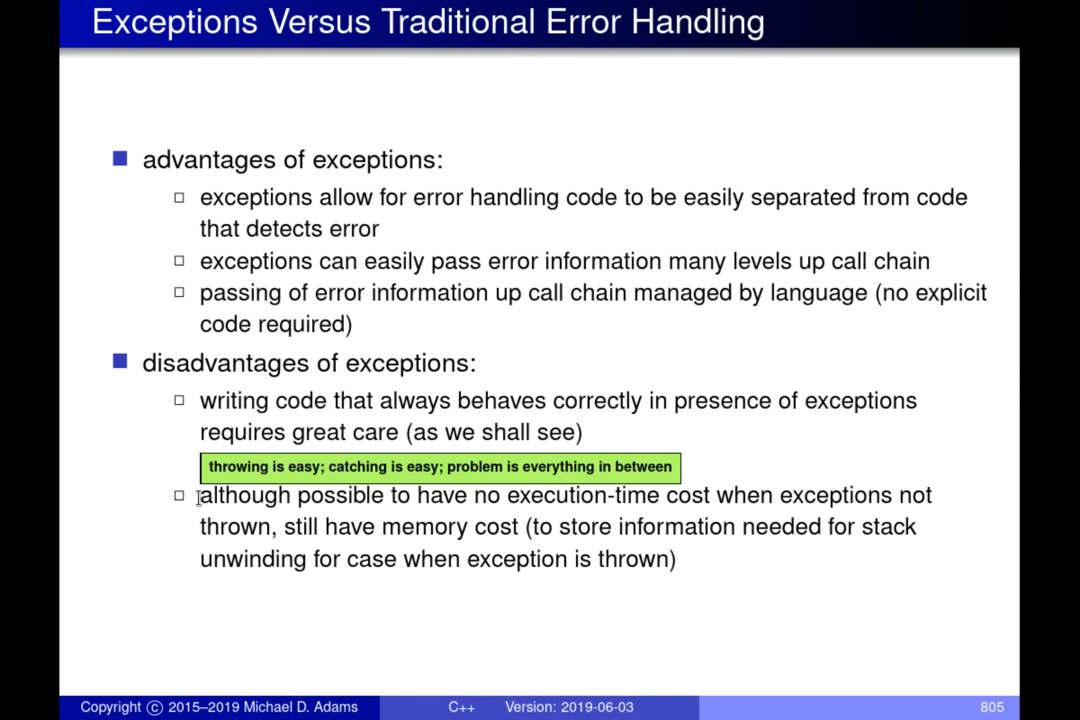 Exceptions Versus Traditional Error Handling
advantages of exceptions:
exceptions allow for error handling code to be easily separated from code
that detects error
exceptions can easily pass error information many levels up call chain
passing of error information up call chain managed by language (no explicit
code required)
disadvantages of exceptions:
writing code that always behaves correctly in presence of exceptions
requires great care (as we shall see)
throwing is easy; catching is easy; problem is everything in between
although possible to have no execution-time cost when exceptions not
thrown, still have memory cost (to store information needed for stack
unwinding for case when exception is thrown)
Copyright © 2015–2019 Michael D. Adams C++ Version: 2019-06-03 805